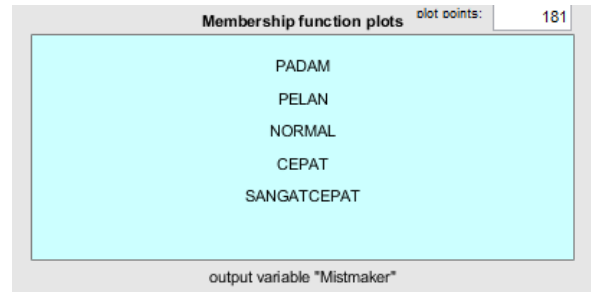 Membership function plots plot points: 181
PADAM
PELAN
NORMAL
CEPAT
SANGATCEPAT
output variable "Mistmaker"